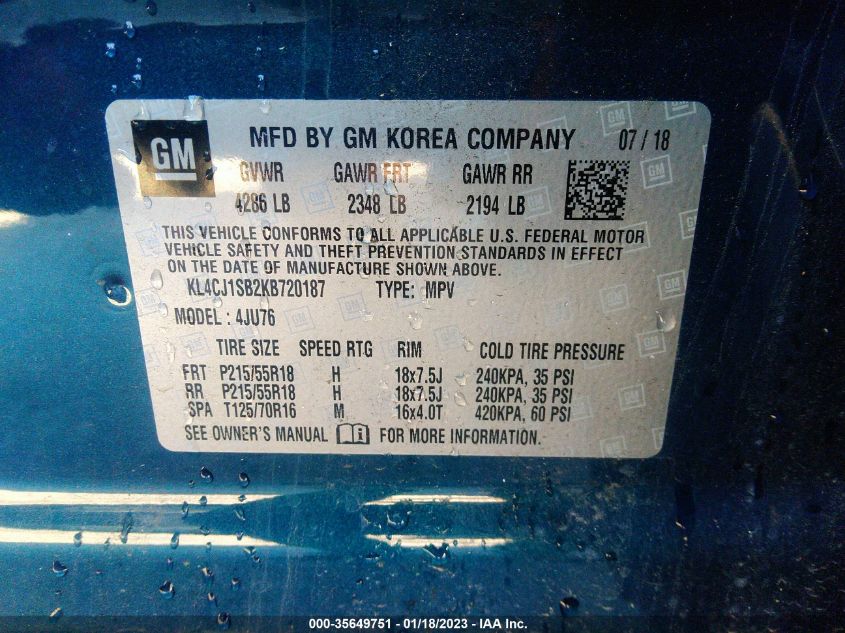 GM MFD BY GM KOREA COMPANY 07 / 18
GVWR GAWR FRT GAWR RR
4286 LB 2348 LB 2194 LB
THIS VEHICLE CONFORMS TO ALL APPLICABLE U.S. FEDERAL MOTOR
VEHICLE SAFETY AND THEFT PREVENTION STANDARDS IN EFFECT
ON THE DATE OF MANUFACTURE SHOWN ABOVE.
KL4CJ1SB2KB720187 TYPE: MPV
MODEL : 4JU76
TIRE SIZE SPEED RTG RIM COLD TIRE PRESSURE
FRT P215/55R18 H 18x7.5J 240KPA, 35 PSI
RR P215/55R18 H 18x7.5J 240KPA, 35 PSI
SPA T125/70R16 M 16x4.0T 420KPA, 60 PSI
SEE OWNER'S MANUAL FOR MORE INFORMATION.
000-35649751 - 01/18/2023 - IAA Inc.